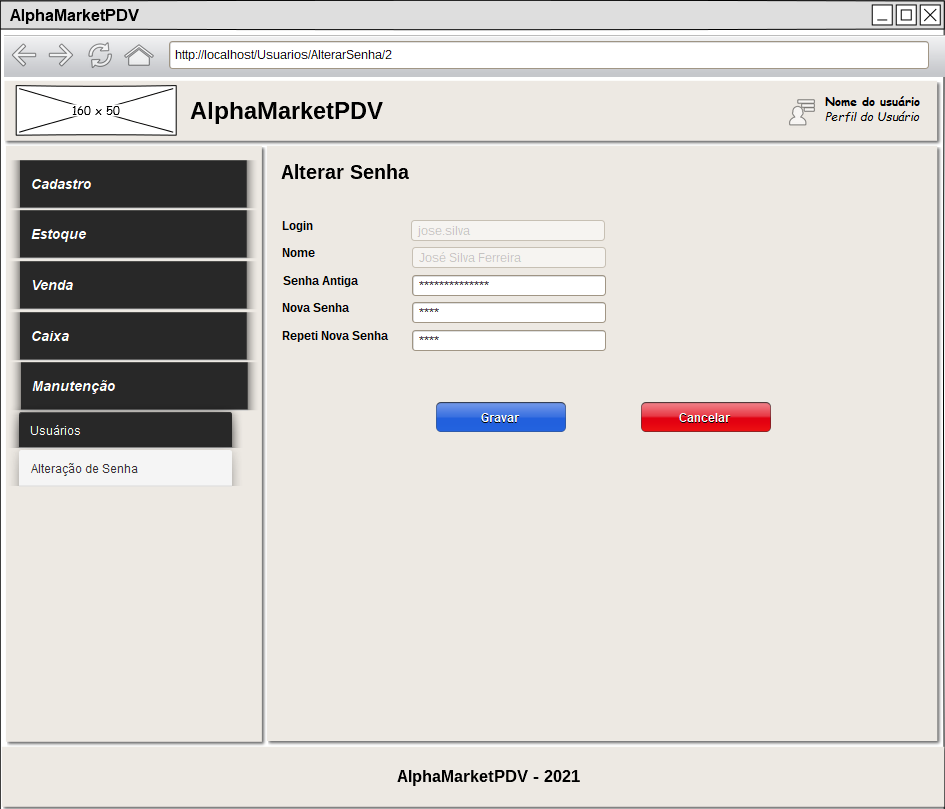 AlphaMarketPDV
http://localhost/Usuarios/AlterarSenha/2
160 x 50
AlphaMarketPDV
Nome do usuário
Perfil do Usuário
Cadastro
Estoque
Venda
Caixa
Manutenção
Usuários
Alteração de Senha
Alterar Senha
Login jose.silva
Nome José Silva Ferreira
Senha Antiga **************
Nova Senha ****
Repeti Nova Senha ****
Gravar Cancelar
AlphaMarketPDV - 2021